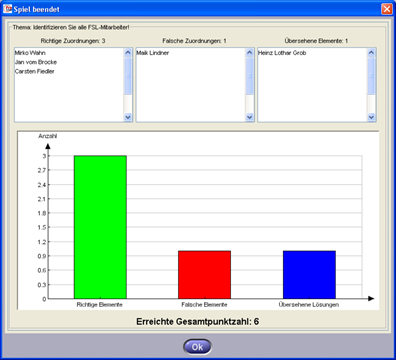 Spiel beendet
Thema: Identifizieren Sie alle FSL-Mitarbeiter!
Richtige Zuordnungen: 3
Falsche Zuordnungen: 1
Übersehene Elemente: 1
Mirko Wahn
Jan vom Brocke
Carsten Fiedler
Maik Lindner
Heinz Lothar Grob
Anzahl
3
2.7
2.4
2.1
1.8
1.5
1.2
0.9
0.6
0.3
0
Richtige Elemente
Falsche Elemente
Übersehene Lösungen
Erreichte Gesamtpunktzahl: 6
Ok